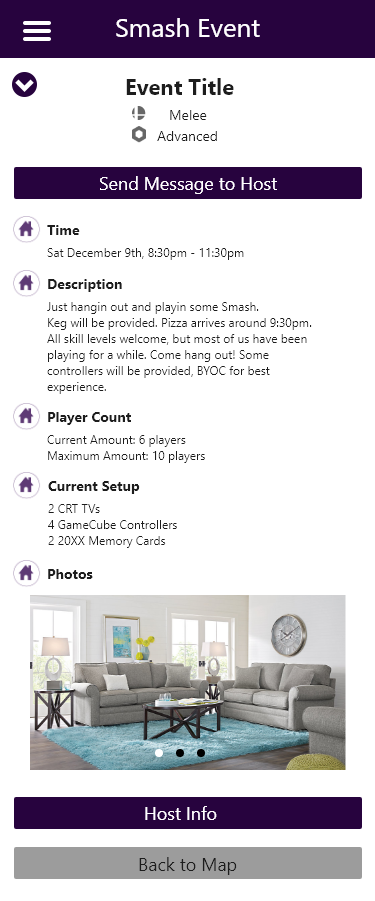 Smash Event
Event Title
Melee
Advanced
Send Message to Host
Time
Sat December 9th, 8:30pm - 11:30pm
Description
Just hangin out and playin some Smash.
Keg will be provided. Pizza arrives around 9:30pm.
All skill levels welcome, but most of us have been
playing for a while. Come hang out! Some
controllers will be provided, BYOC for best
experience.
Player Count
Current Amount: 6 players
Maximum Amount: 10 players
Current Setup
2 CRT TVs
4 GameCube Controllers
2 20XX Memory Cards
Photos
Host Info
Back to Map